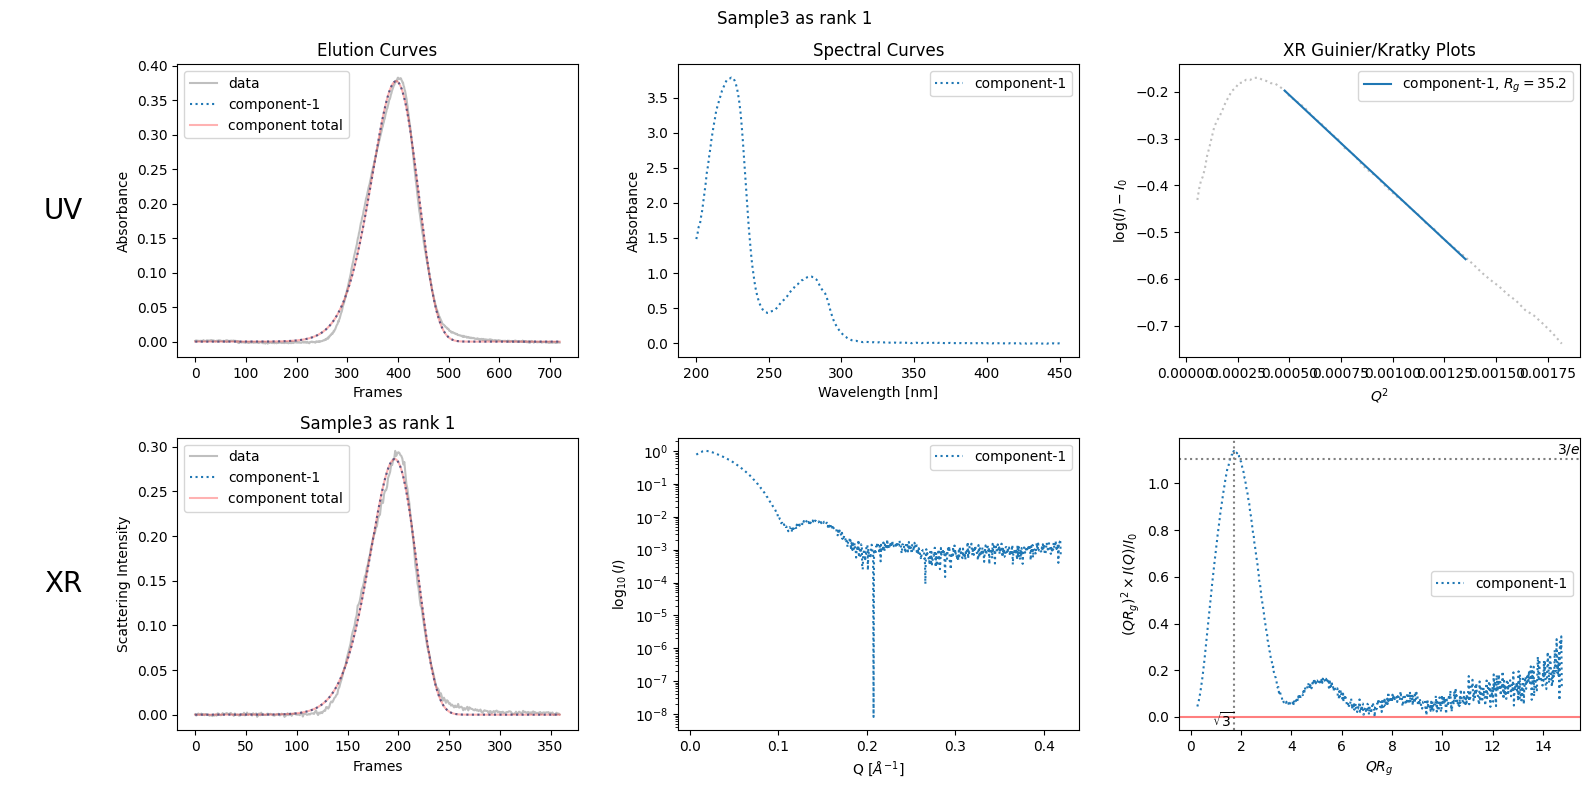 Sample3 as rank 1
UV
Elution Curves
Absorbance
0.40
0.35
0.30
0.25
0.20
0.15
0.10
0.05
0.00
data
component-1
component total
0 100 200 300 400 500 600 700
Frames
Spectral Curves
Absorbance
3.5
3.0
2.5
2.0
1.5
1.0
0.5
0.0
component-1
200 250 300 350 400 450
Wavelength [nm]
XR Guinier/Kratky Plots
log(I) − I₀
−0.2
−0.3
−0.4
−0.5
−0.6
−0.7
component-1, R_g = 35.2
0.00000 0.00025 0.00050 0.00075 0.00100 0.00125 0.00150 0.00175
Q²
XR
Sample3 as rank 1
Scattering Intensity
0.30
0.25
0.20
0.15
0.10
0.05
0.00
data
component-1
component total
0 50 100 150 200 250 300 350
Frames
log₁₀(I)
10⁰
10⁻¹
10⁻²
10⁻³
10⁻⁴
10⁻⁵
10⁻⁶
10⁻⁷
10⁻⁸
component-1
0.0 0.1 0.2 0.3 0.4
Q [Å⁻¹]
(QR_g)² × I(Q)/I₀
1.0
0.8
0.6
0.4
0.2
0.0
3/e
component-1
√3
0 2 4 6 8 10 12 14
QR_g